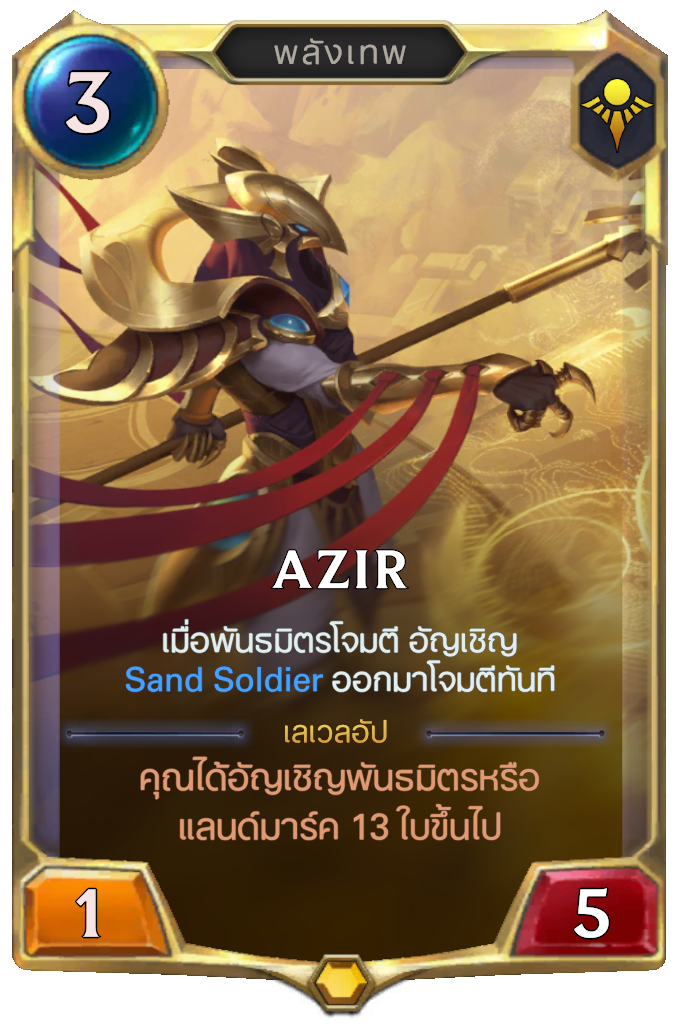 พลังเทพ
3
AZIR
เมื่อพันธมิตรโจมตี อัญเชิญ
Sand Soldier ออกมาโจมตีทันที
เลเวลอัป
คุณได้อัญเชิญพันธมิตรหรือ
แลนด์มาร์ค 13 ใบขึ้นไป
1
5